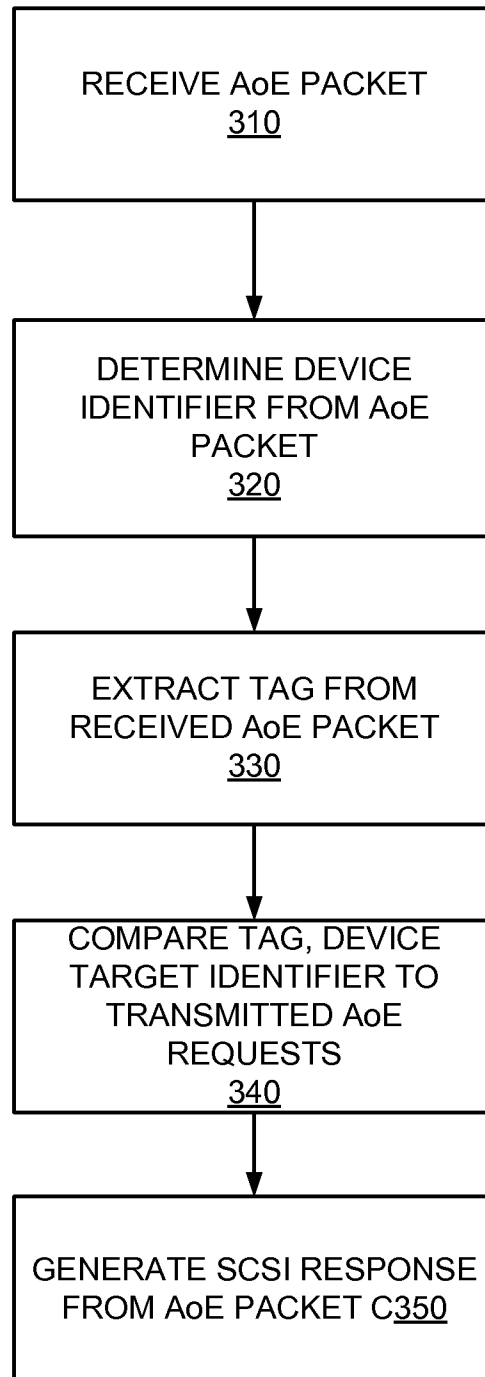 RECEIVE AoE PACKET
310
DETERMINE DEVICE
IDENTIFIER FROM AoE
PACKET
320
EXTRACT TAG FROM
RECEIVED AoE PACKET
330
COMPARE TAG, DEVICE
TARGET IDENTIFIER TO
TRANSMITTED AoE
REQUESTS
340
GENERATE SCSI RESPONSE
FROM AoE PACKET C350